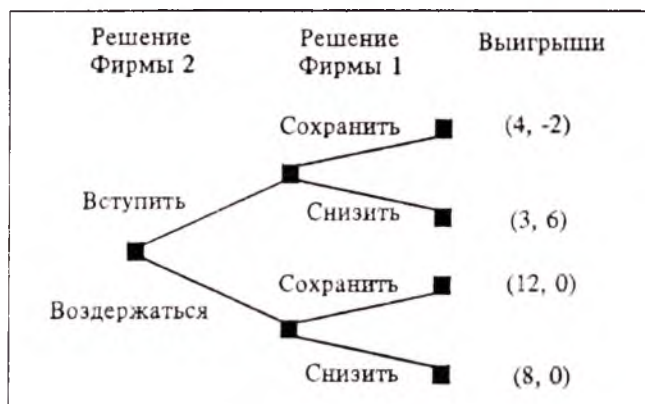 Решение Решение Выигрыши
Фирмы 2 Фирмы 1
Сохранить (4, -2)
Вступить
Снизить (3, 6)
Сохранить (12, 0)
Воздержаться
Снизить (8, 0)